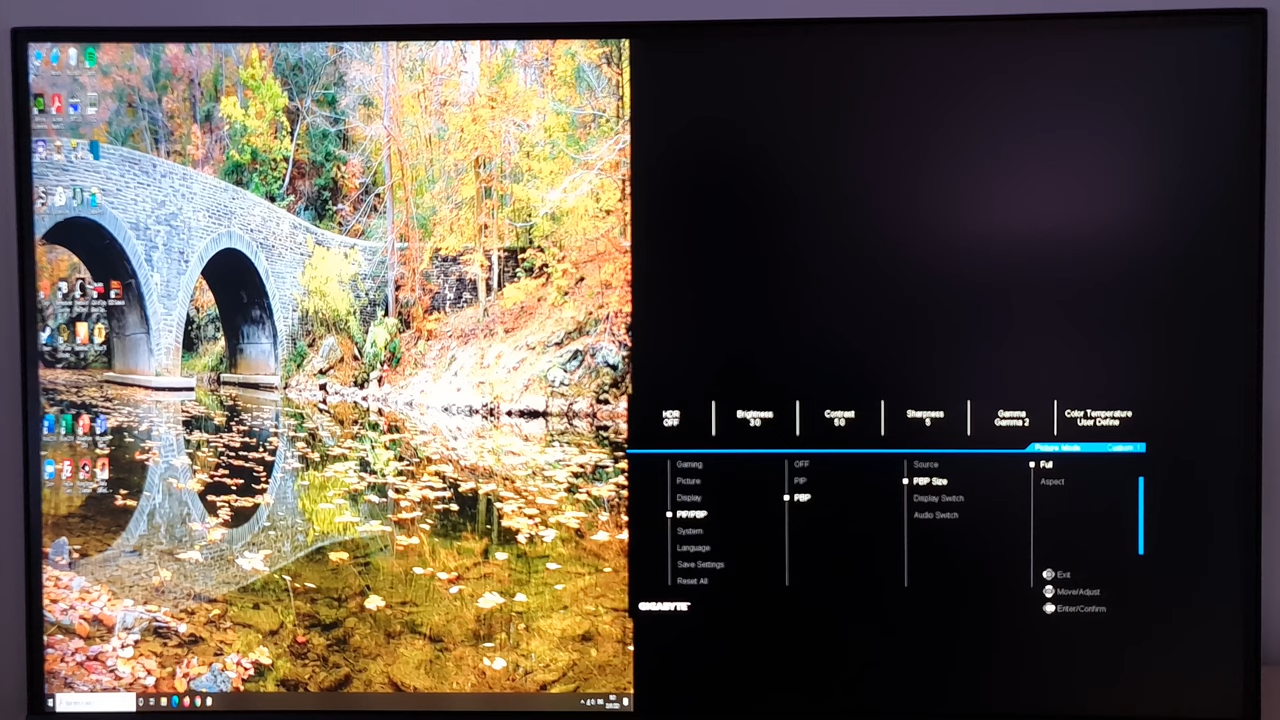 HDR
OFF
Brightness
30
Contrast
50
Sharpness
5
Gamma
Gamma 2
Color Temperature
User Define
Picture Mode Custom 1
Gaming
Picture
Display
PIP/PBP
System
Language
Save Settings
Reset All
OFF
PIP
PBP
Source
PBP Size
Display Switch
Audio Switch
Full
Aspect
Exit
Move/Adjust
Enter/Confirm
GIGABYTE